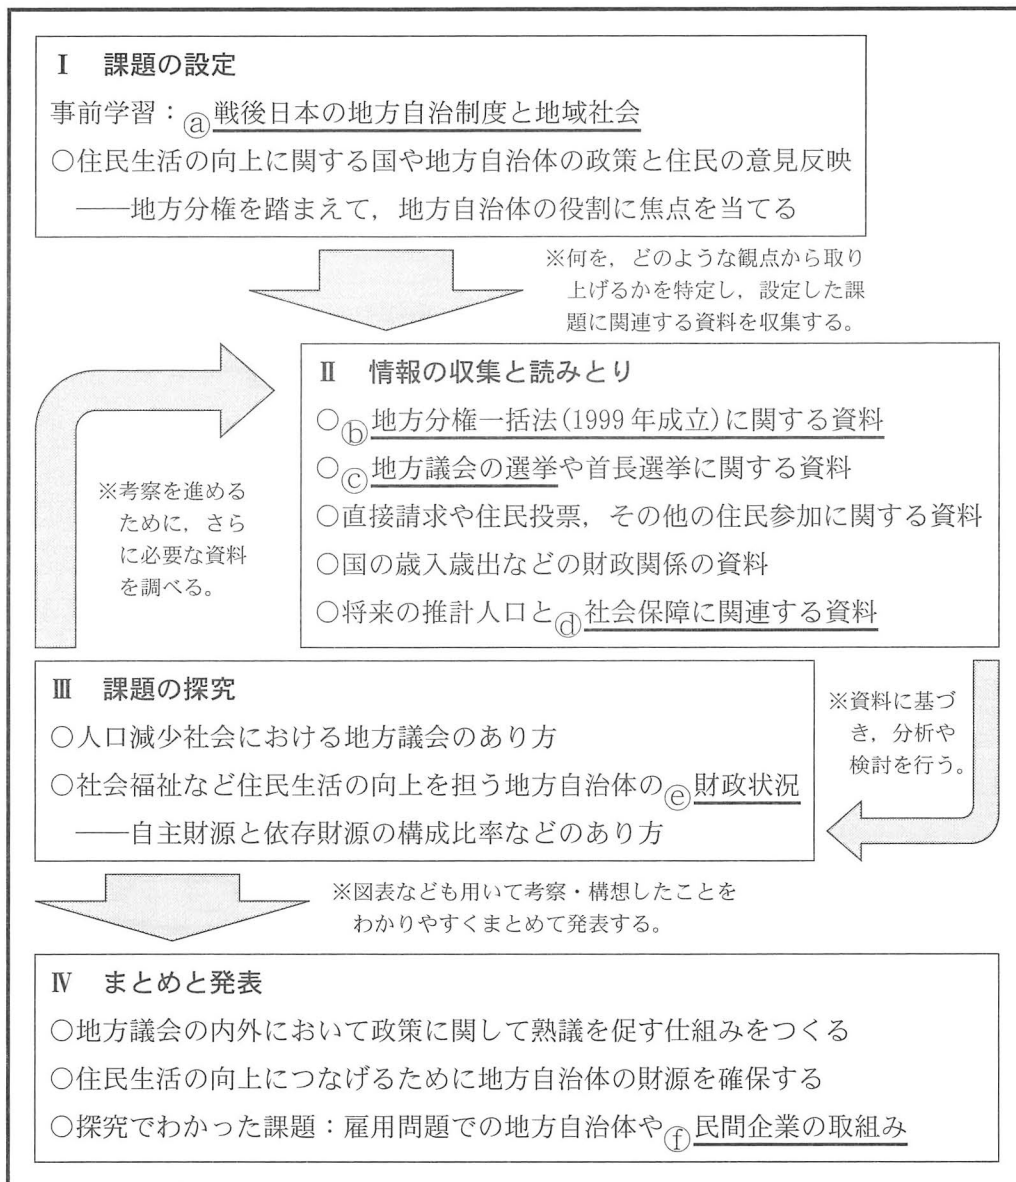 Ⅰ 課題の設定
事前学習：ⓐ戦後日本の地方自治制度と地域社会
○住民生活の向上に関する国や地方自治体の政策と住民の意見反映
――地方分権を踏まえて，地方自治体の役割に焦点を当てる
※何を，どのような観点から取り
上げるかを特定し，設定した課
題に関連する資料を収集する。
Ⅱ 情報の収集と読みとり
○ⓑ地方分権一括法(1999年成立)に関する資料
○ⓒ地方議会の選挙や首長選挙に関する資料
○直接請求や住民投票，その他の住民参加に関する資料
○国の歳入歳出などの財政関係の資料
○将来の推計人口とⓓ社会保障に関連する資料
※考察を進める
ために，さら
に必要な資料
を調べる。
Ⅲ 課題の探究
○人口減少社会における地方議会のあり方
○社会福祉など住民生活の向上を担う地方自治体のⓔ財政状況
――自主財源と依存財源の構成比率などのあり方
※資料に基づ
き，分析や
検討を行う。
※図表なども用いて考察・構想したことを
わかりやすくまとめて発表する。
Ⅳ まとめと発表
○地方議会の内外において政策に関して熟議を促す仕組みをつくる
○住民生活の向上につなげるために地方自治体の財源を確保する
○探究でわかった課題：雇用問題での地方自治体やⓕ民間企業の取組み